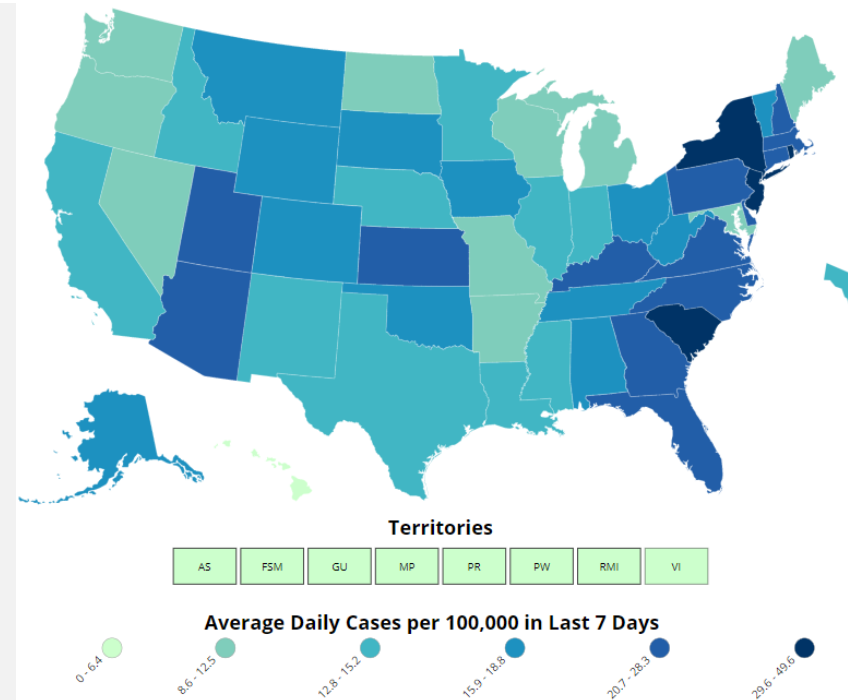 Territories
AS FSM GU MP PR PW RMI VI
Average Daily Cases per 100,000 in Last 7 Days
0 - 6.4 8.6 - 12.5 12.8 - 15.2 15.9 - 18.8 20.7 - 28.3 29.6 - 49.6